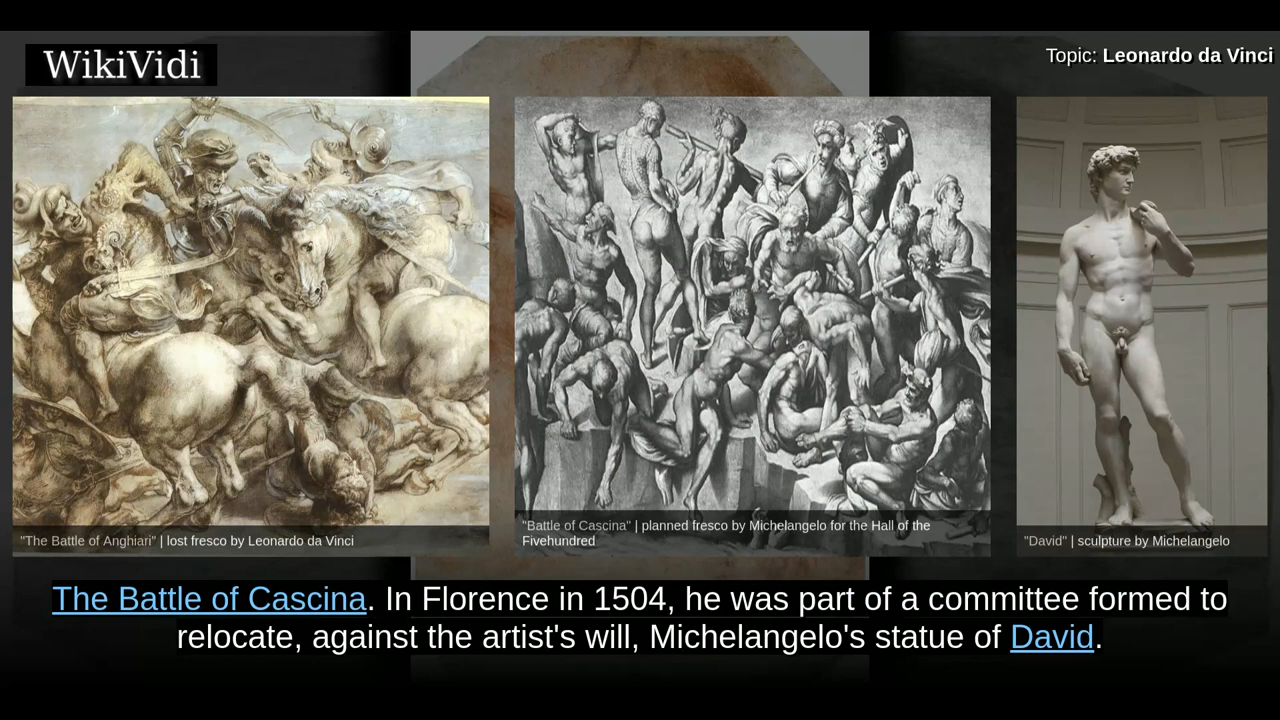 WikiVidi
Topic: Leonardo da Vinci
"The Battle of Anghiari" | lost fresco by Leonardo da Vinci
"Battle of Cascina" | planned fresco by Michelangelo for the Hall of the
Fivehundred
"David" | sculpture by Michelangelo
The Battle of Cascina. In Florence in 1504, he was part of a committee formed to
relocate, against the artist's will, Michelangelo's statue of David.